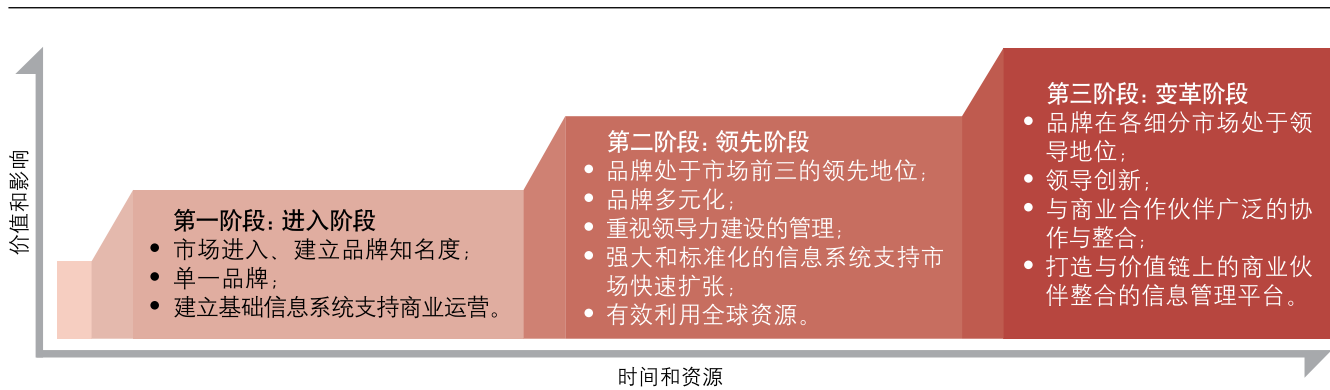 价值和影响
第一阶段：进入阶段
• 市场进入、建立品牌知名度；
• 单一品牌；
• 建立基础信息系统支持商业运营。
第二阶段：领先阶段
• 品牌处于市场前三的领先地位；
• 品牌多元化；
• 重视领导力建设的管理；
• 强大和标准化的信息系统支持市
场快速扩张；
• 有效利用全球资源。
第三阶段：变革阶段
• 品牌在各细分市场处于领
导地位；
• 领导创新；
• 与商业合作伙伴广泛的协
作与整合；
• 打造与价值链上的商业伙
伴整合的信息管理平台。
时间和资源